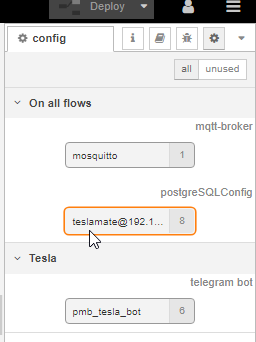 Deploy
config
i
all
unused
On all flows
mqtt-broker
mosquitto 1
postgreSQLConfig
teslamate@192.1... 8
Tesla
telegram bot
pmb_tesla_bot 6